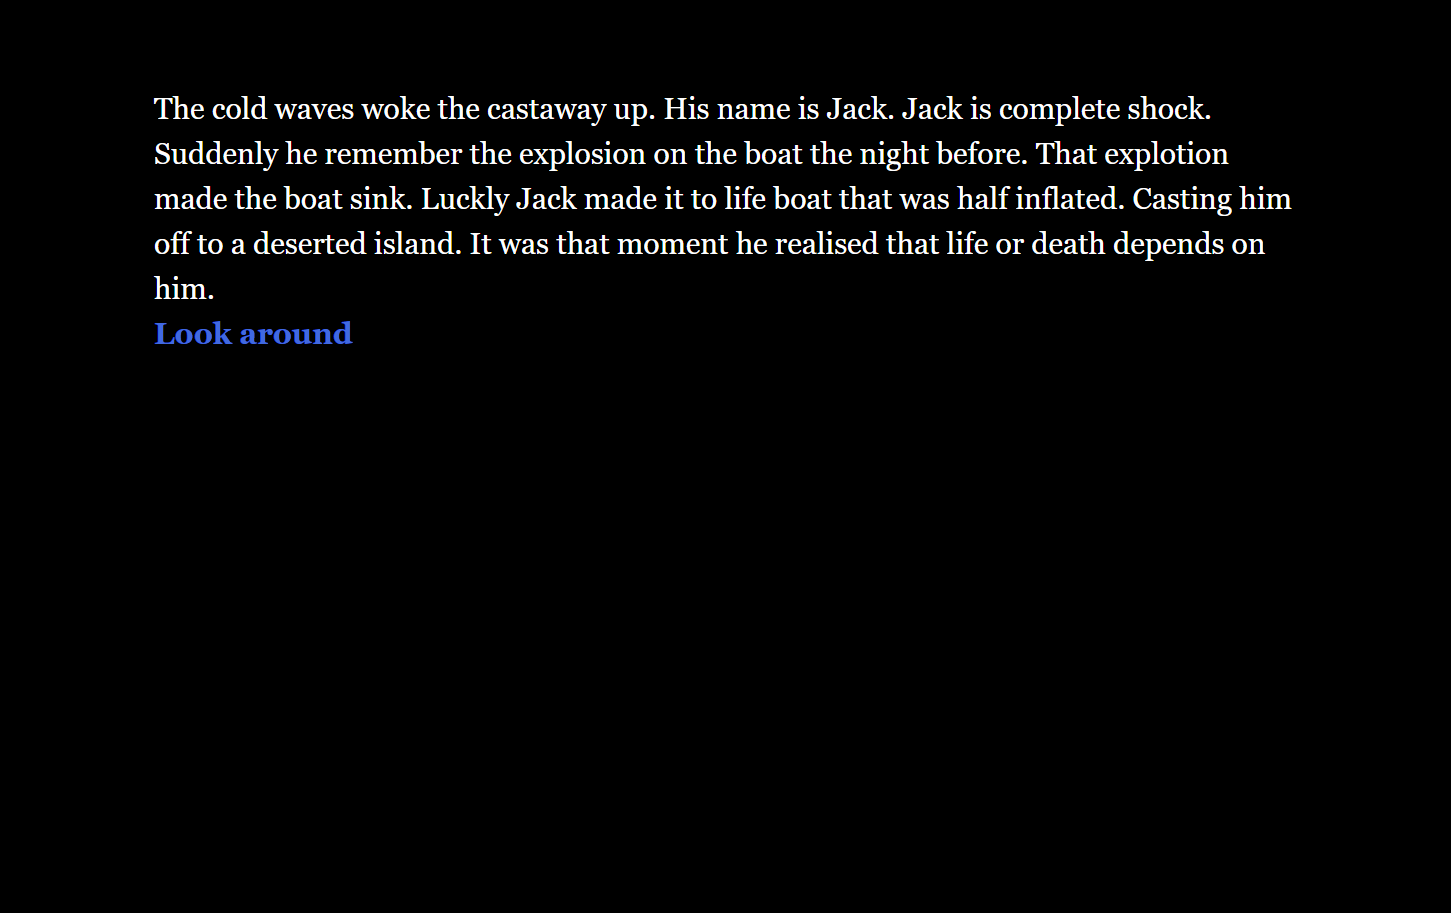 The cold waves woke the castaway up. His name is Jack. Jack is complete shock.
Suddenly he remember the explosion on the boat the night before. That explotion
made the boat sink. Luckly Jack made it to life boat that was half inflated. Casting him
off to a deserted island. It was that moment he realised that life or death depends on
him.
Look around